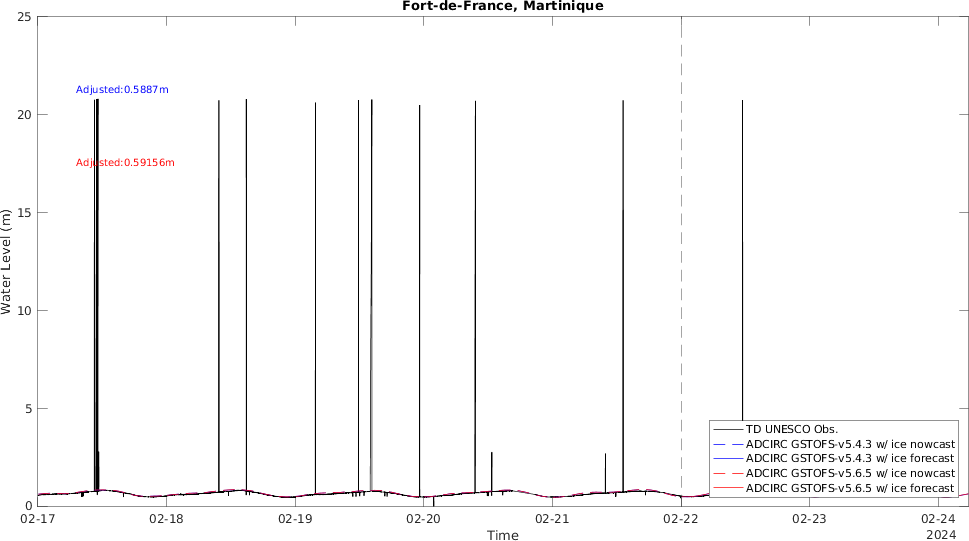 Fort-de-France, Martinique
25
20
15
10
5
0
Water Level (m)
Adjusted:0.5887m
Adjusted:0.59156m
TD UNESCO Obs.
ADCIRC GSTOFS-v5.4.3 w/ ice nowcast
ADCIRC GSTOFS-v5.4.3 w/ ice forecast
ADCIRC GSTOFS-v5.6.5 w/ ice nowcast
ADCIRC GSTOFS-v5.6.5 w/ ice forecast
02-17 02-18 02-19 02-20 02-21 02-22 02-23 02-24
2024
Time